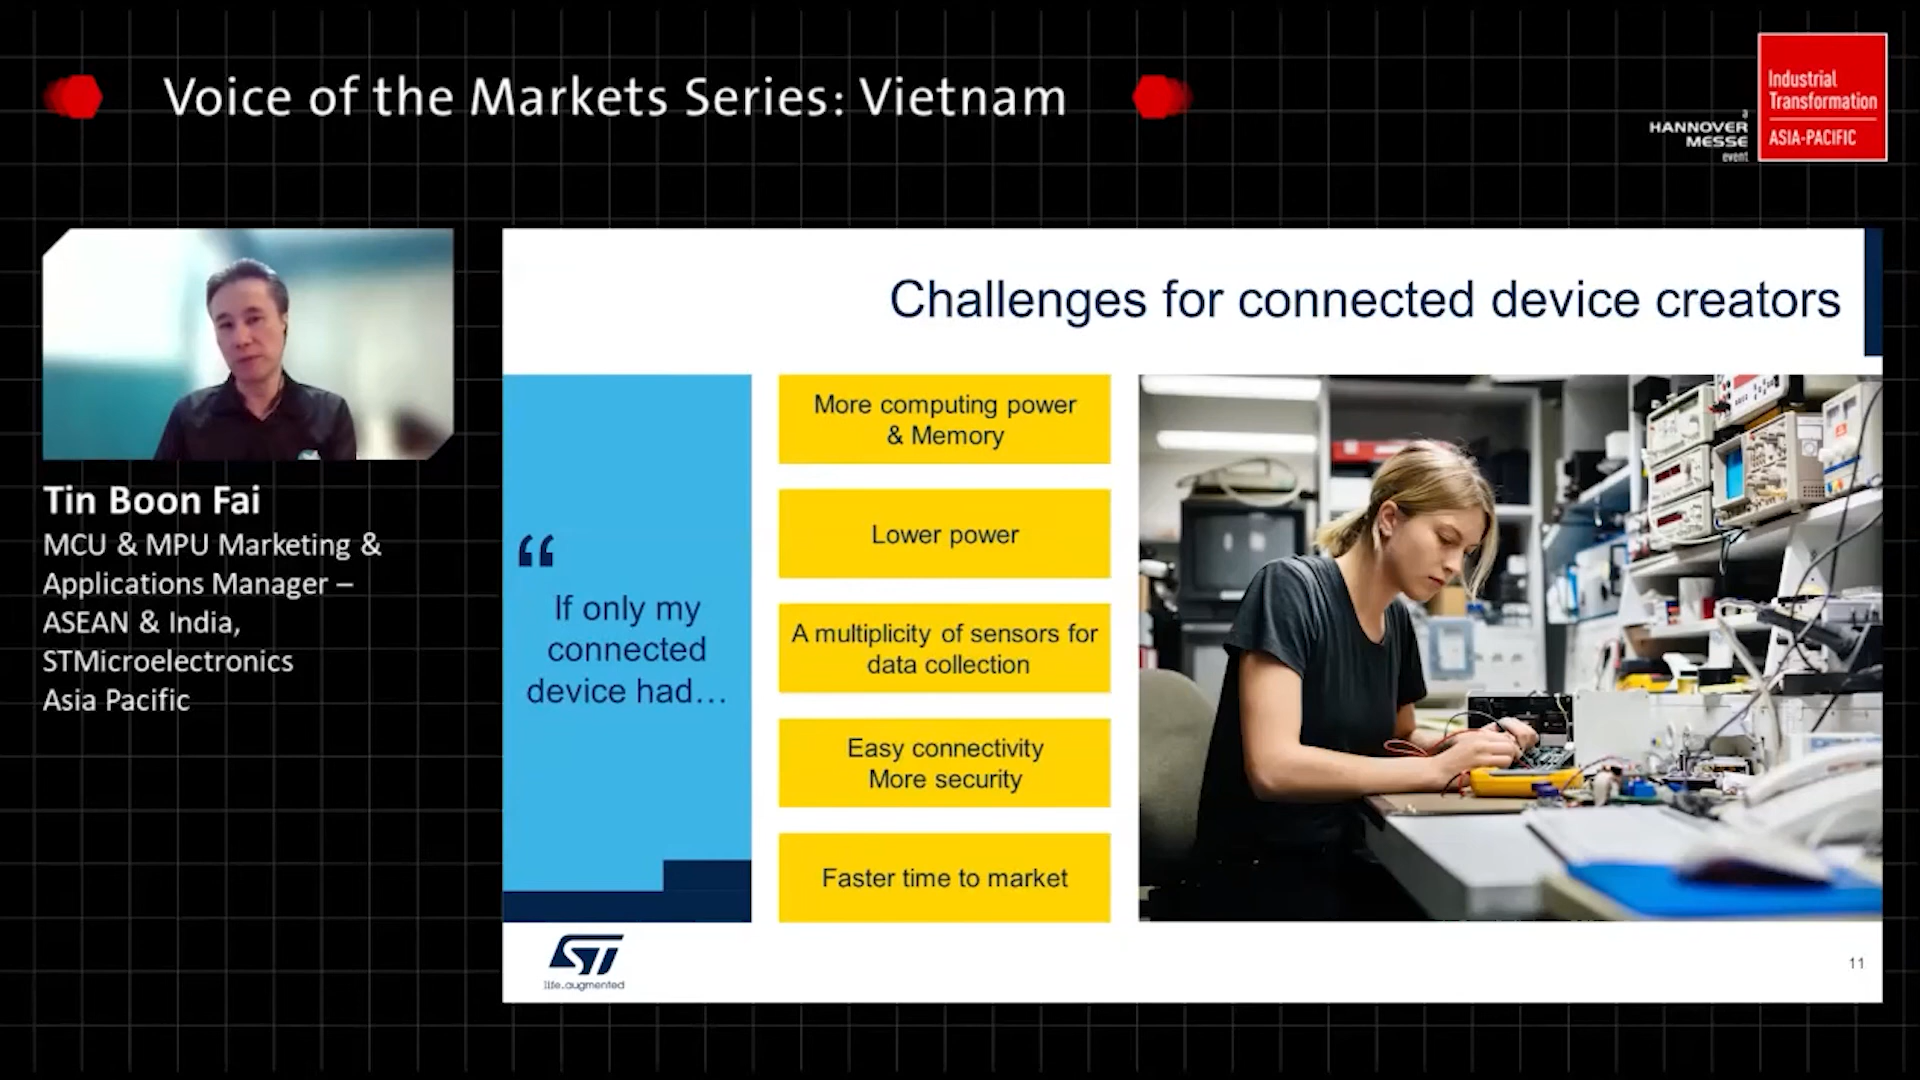 Voice of the Markets Series: Vietnam
a
HANNOVER
MESSE
event
Industrial
Transformation
ASIA-PACIFIC
Tin Boon Fai
MCU & MPU Marketing &
Applications Manager –
ASEAN & India,
STMicroelectronics
Asia Pacific
Challenges for connected device creators
“
If only my
connected
device had...
More computing power
& Memory
Lower power
A multiplicity of sensors for
data collection
Easy connectivity
More security
Faster time to market
ST
life.augmented
11